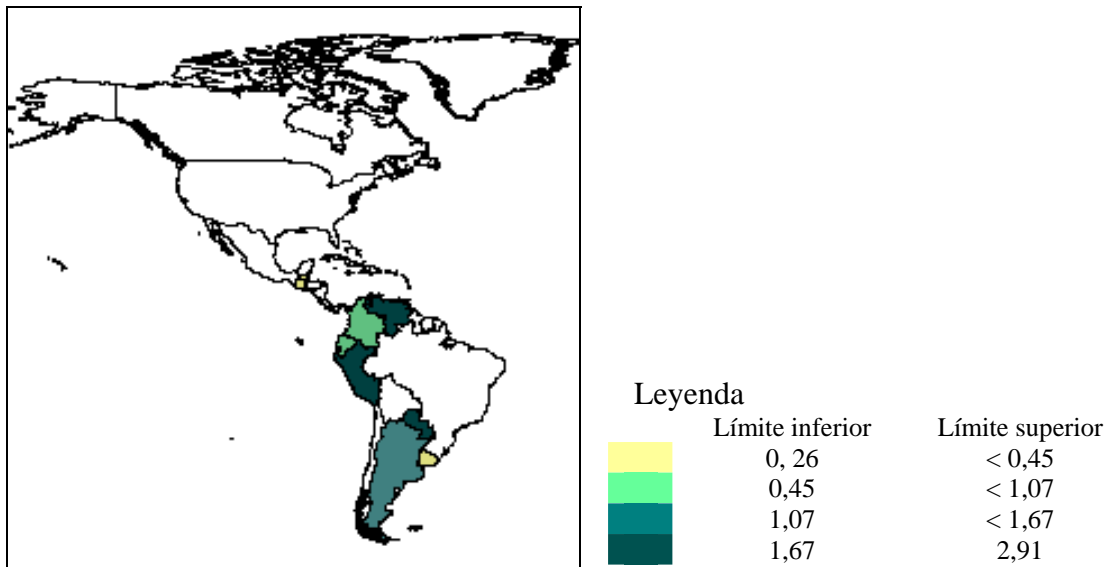 Leyenda
Límite inferior Límite superior
0, 26 < 0,45
0,45 < 1,07
1,07 < 1,67
1,67 2,91